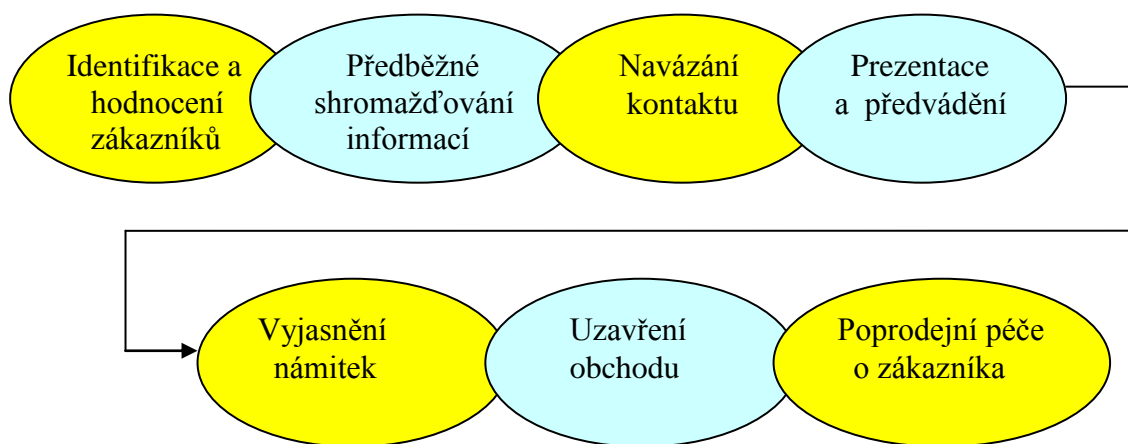 Identifikace a
hodnocení
zákazníků
Předběžné
shromažďování
informací
Navázání
kontaktu
Prezentace
a předvádění
Vyjasnění
námitek
Uzavření
obchodu
Poprodejní péče
o zákazníka